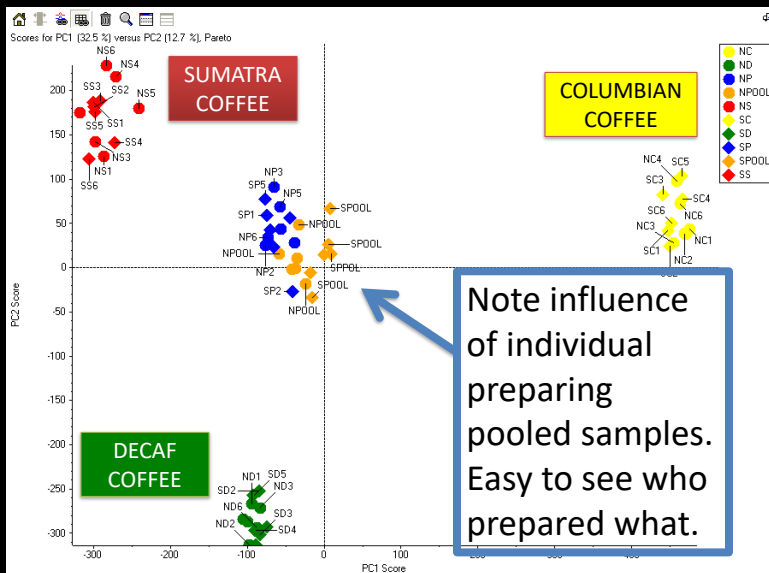 Scores for PC1 (32.5 %) versus PC2 (12.7 %), Pareto
SUMATRA
COFFEE
COLUMBIAN
COFFEE
NC
ND
NP
NPOOL
NS
SC
SD
SP
SPOOL
SS
NS6
NS4
SS3
SS2
NS5
SS5
SS1
SS4
NS3
NS1
SS6
NP3
SP5
NP5
SP1
NPOOL
SPOOL
NP6
SPOOL
NPOOL
SPPOL
NP2
SP2
SPOOL
NPOOL
NC4
SC5
SC3
SC4
SC6
NC6
NC3
NC1
SC1
NC2
Note influence
of individual
preparing
pooled samples.
Easy to see who
prepared what.
DECAF
COFFEE
ND1
SD5
SD2
ND3
ND6
SD3
ND2
SD4
200
150
100
50
0
-50
-100
-150
-200
-250
-300
PC2 Score
-300
-200
-100
0
100
200
300
400
PC1 Score